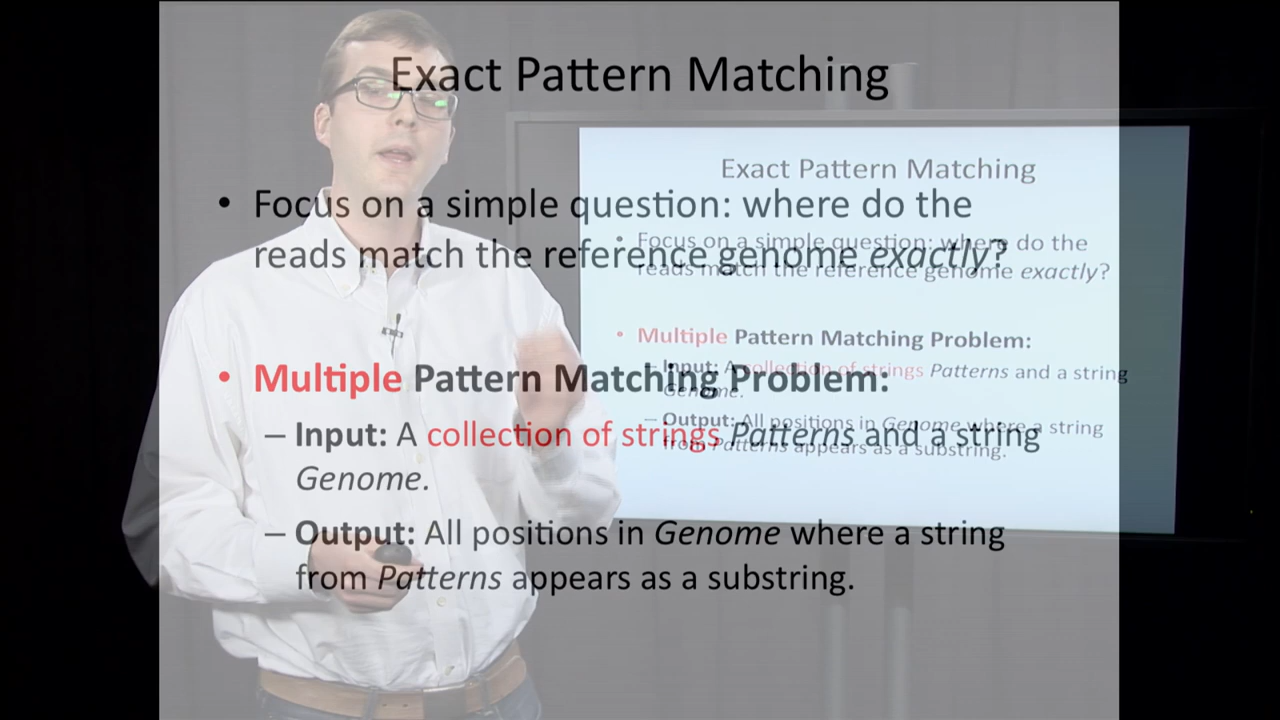 Exact Pattern Matching
• Focus on a simple question: where do the
reads match the reference genome exactly?
• Multiple Pattern Matching Problem:
– Input: A collection of strings Patterns and a string
Genome.
– Output: All positions in Genome where a string
from Patterns appears as a substring.
Exact Pattern Matching
• Focus on a simple question: where do the
reads match the reference genome exactly?
• Multiple Pattern Matching Problem:
– Input: A collection of strings Patterns and a string
Genome.
– Output: All positions in Genome where a string
from Patterns appears as a substring.